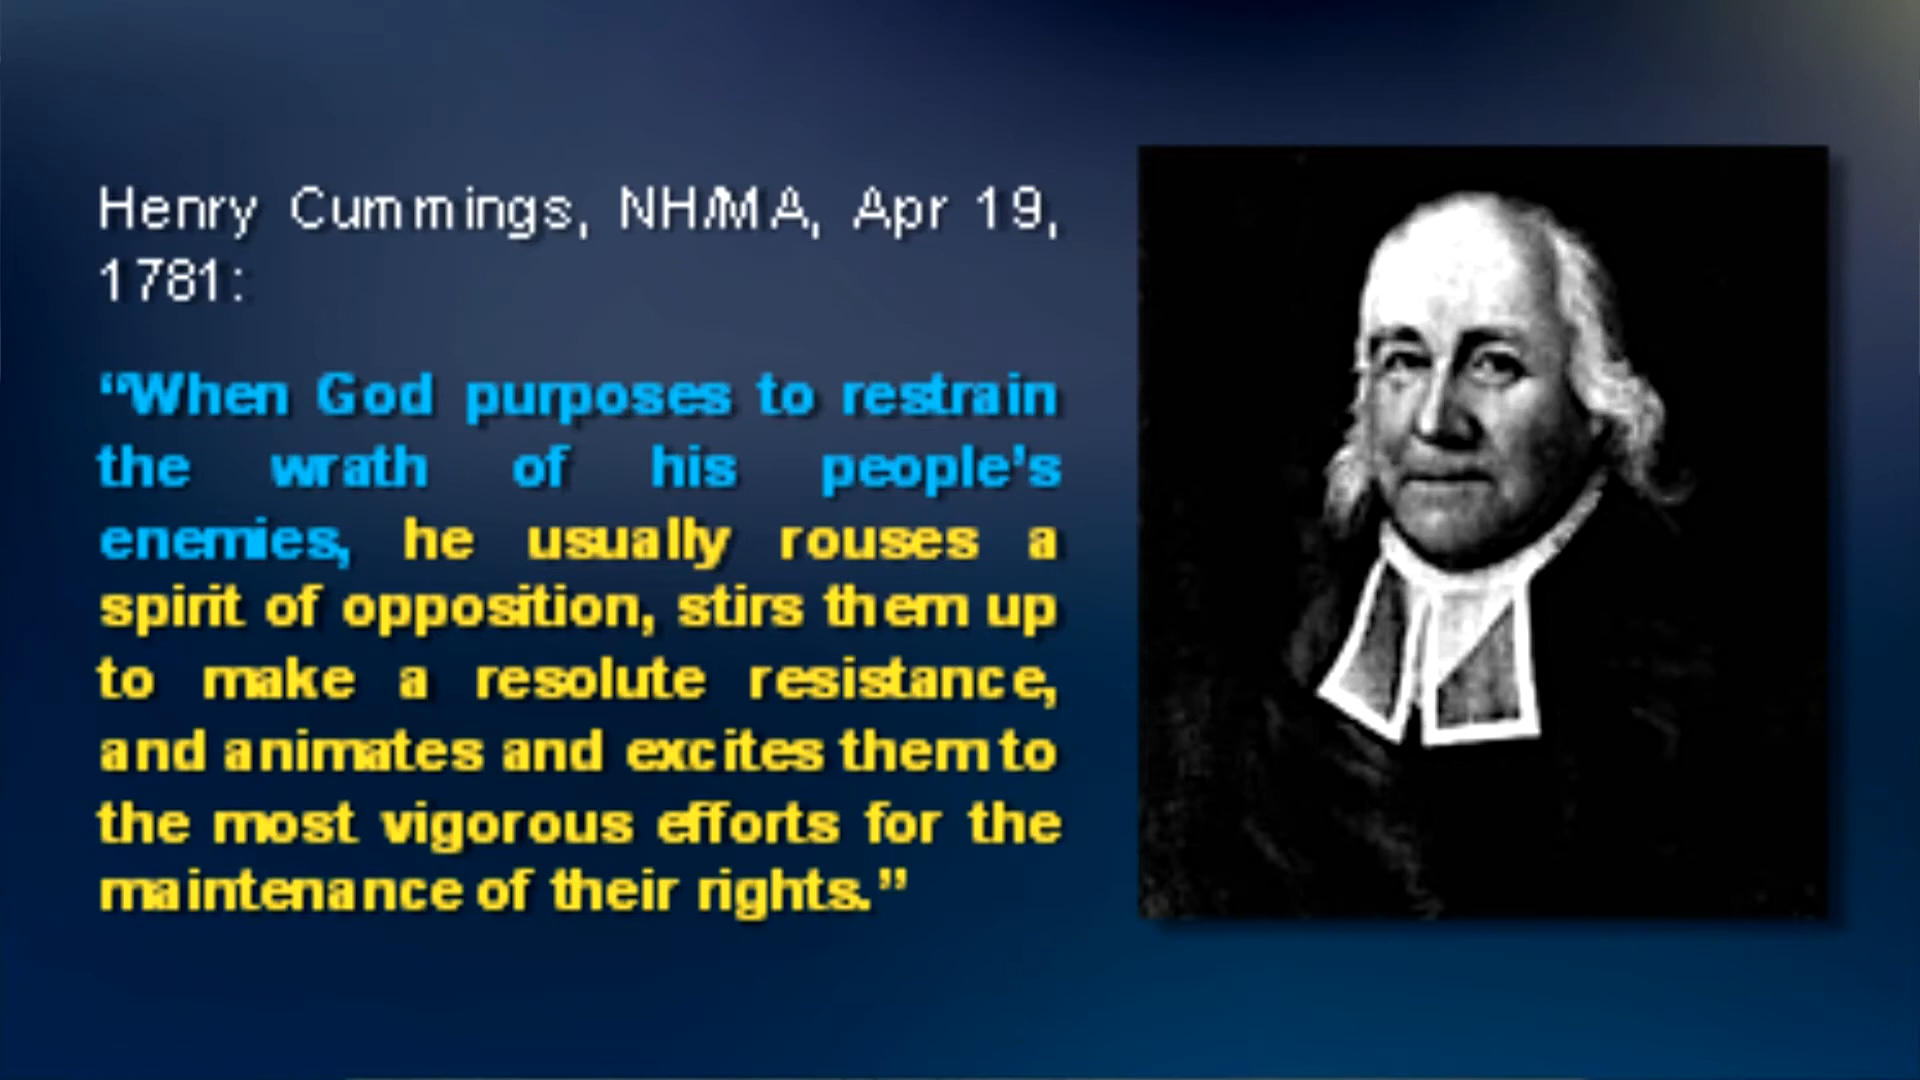 Henry Cummings, NH/MA, Apr 19,
1781:
“When God purposes to restrain
the wrath of his people’s
enemies, he usually rouses a
spirit of opposition, stirs them up
to make a resolute resistance,
and animates and excites them to
the most vigorous efforts for the
maintenance of their rights.”